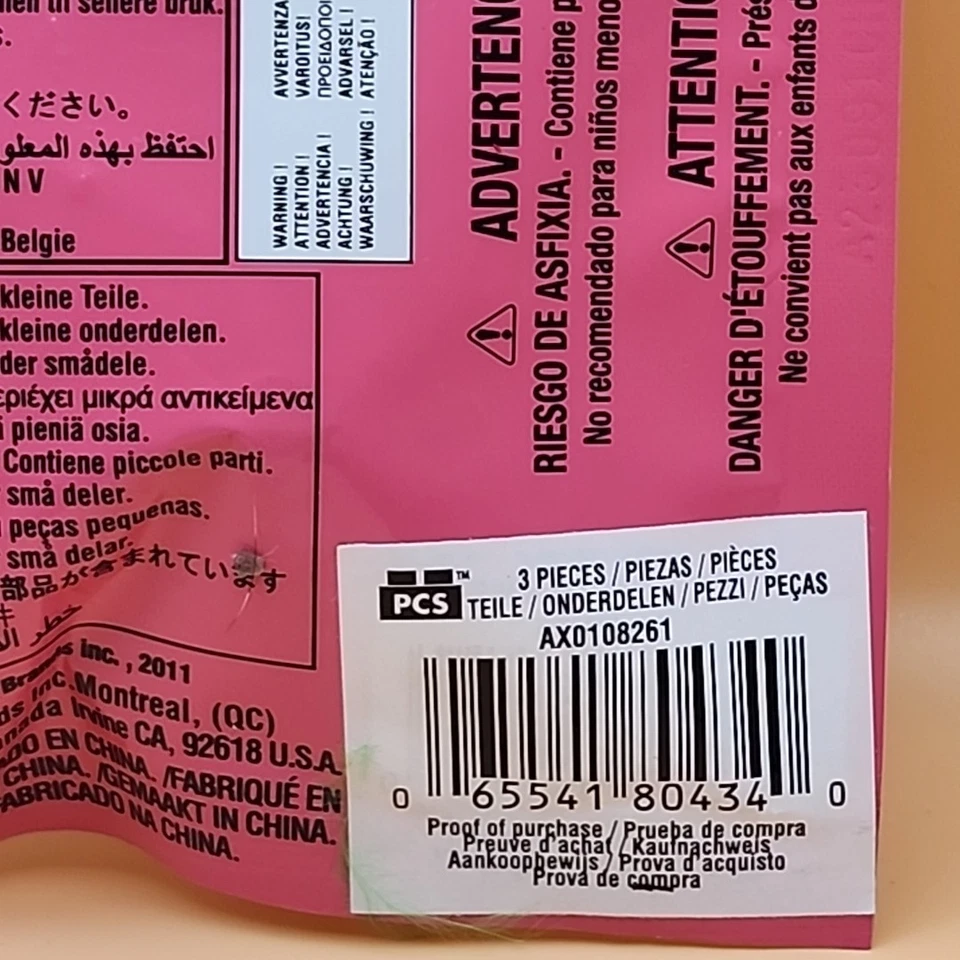 senere druk.
s.
ください。
احتفظ بهذه
N V
Belgie
WARNING ! AVVERTENZA
ATTENTION ! VAROITUS!
ADVERTENCIA ! ΠΡΟΕΙΔΟΠΟΙ
ACHTUNG ! ADVARSEL !
WAARSCHUWING ! ATENÇÃO !
kleine Teile.
kleine onderdelen.
der smådele.
εριέχει μικρά αντικείμενα
i pieniä osia.
Contiene piccole parti.
små deler.
peças pequenas.
små delar.
部品が含まれています
inc. , 2011
Inc.Montreal, (QC)
nada Irvine CA, 92618 U.S.A.
DO EN CHINA. /FABRIQUÉ EN
CHINA. /GEMAAKT IN CHINA.
FABRICADO NA CHINA.
ADVERTENC
RIESGO DE ASFIXIA. - Contiene p
No recomendado para niños meno
ATTENTIO
DANGER D'ÉTOUFFEMENT. - Prés
Ne convient pas aux enfants d
PCS™ 3 PIECES / PIEZAS / PIÈCES
TEILE / ONDERDELEN / PEZZI / PEÇAS
AX0108261
0 65541 80434 0
Proof of purchase / Prueba de compra
Preuve d'achat / Kaufnachweis
Aankoopbewijs / Prova d'acquisto
Prova de compra